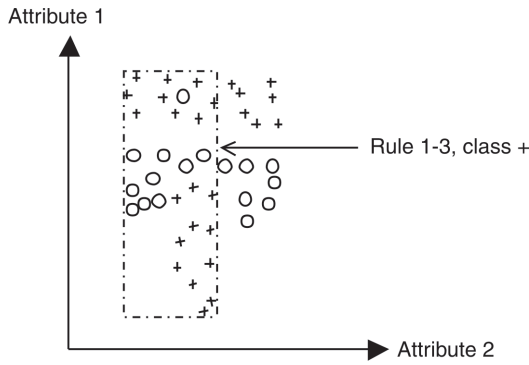 Attribute 1
Rule 1-3, class +
Attribute 2